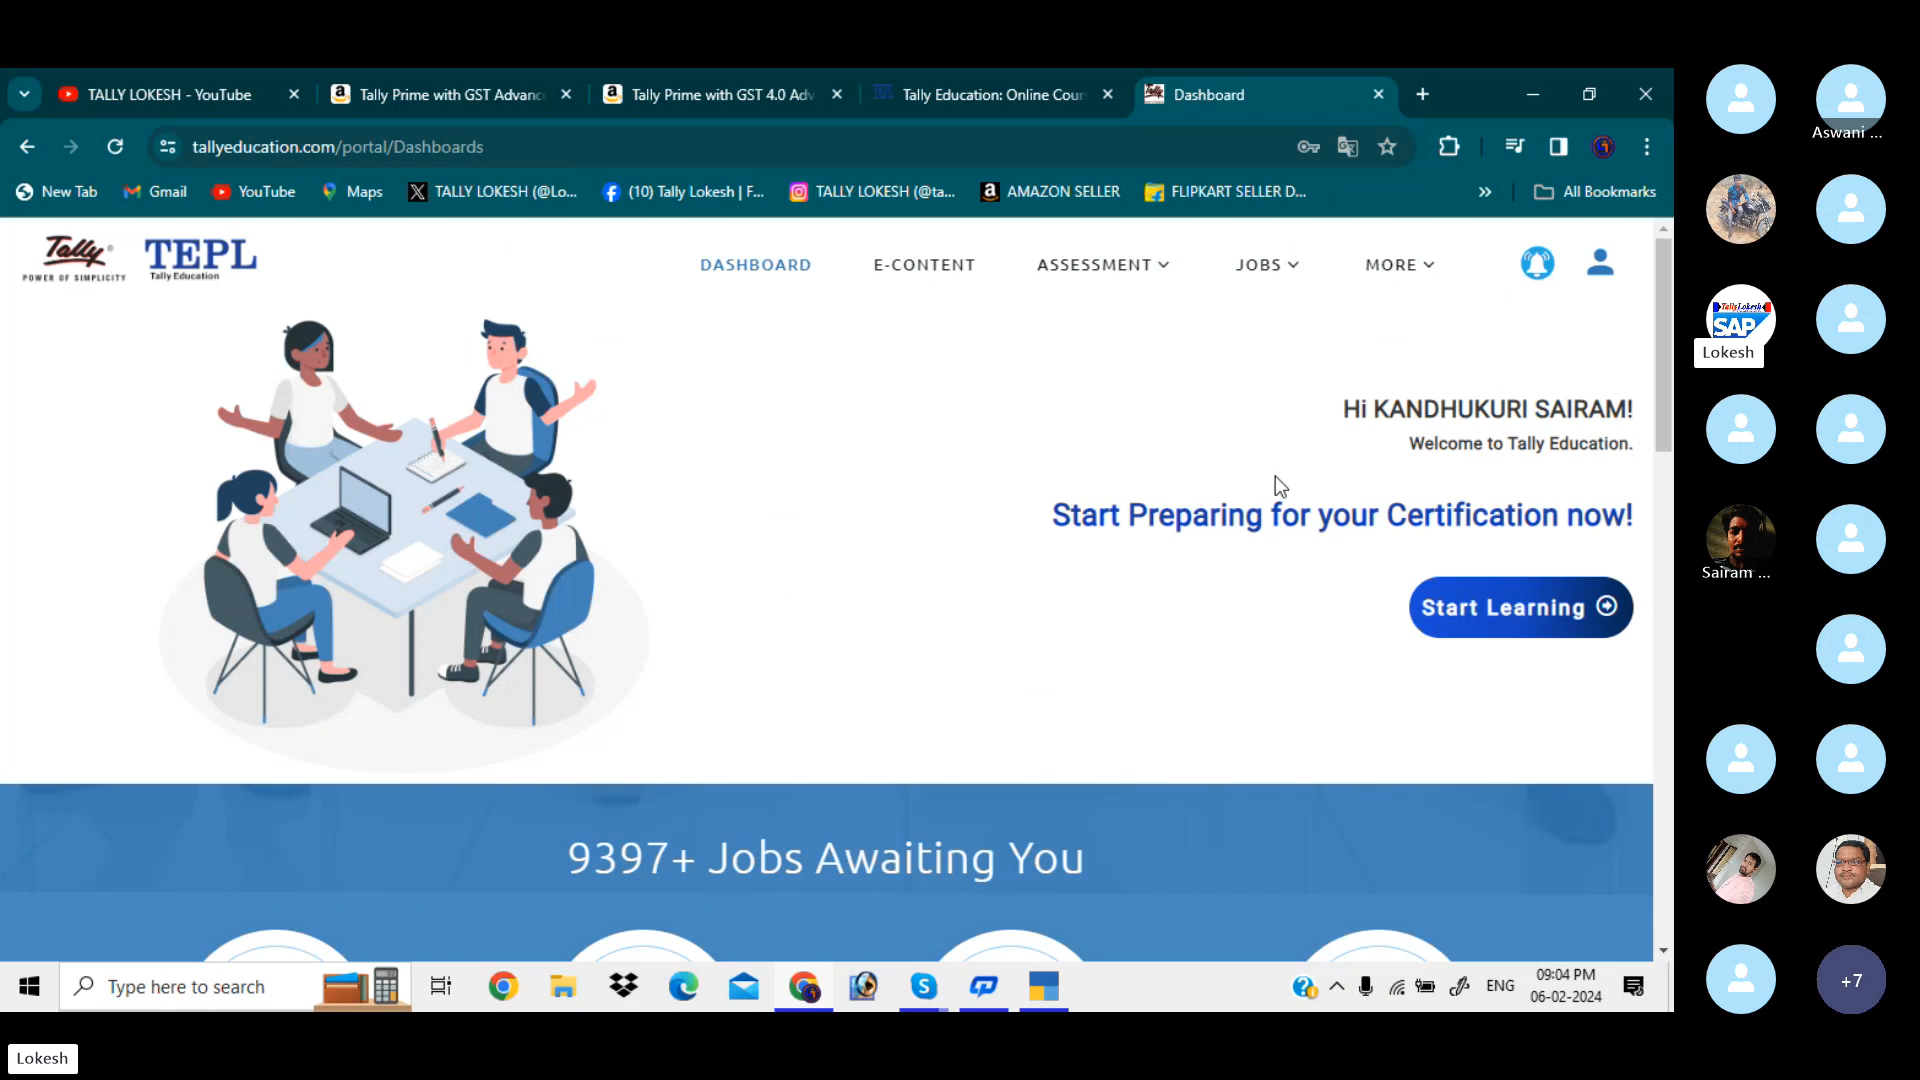 TALLY LOKESH - YouTube
Tally Prime with GST Advanc
Tally Prime with GST 4.0 Adv
Tally Education: Online Cour
Dashboard
tallyeducation.com/portal/Dashboards
New Tab
Gmail
YouTube
Maps
TALLY LOKESH (@Lo...
(10) Tally Lokesh | F...
TALLY LOKESH (@ta...
AMAZON SELLER
FLIPKART SELLER D...
All Bookmarks
Tally
POWER OF SIMPLICITY
TEPL
Tally Education
DASHBOARD
E-CONTENT
ASSESSMENT
JOBS
MORE
Hi KANDHUKURI SAIRAM!
Welcome to Tally Education.
Start Preparing for your Certification now!
Start Learning
9397+ Jobs Awaiting You
Type here to search
ENG
09:04 PM
06-02-2024
Lokesh
Aswani ...
TallyLokesh
SAP
Lokesh
Sairam ...
+7